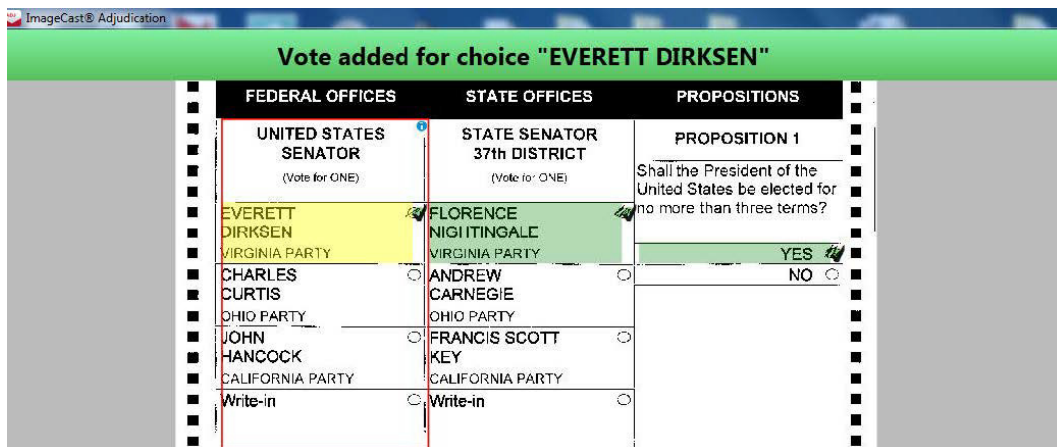 ImageCast® Adjudication
Vote added for choice "EVERETT DIRKSEN"
FEDERAL OFFICES
UNITED STATES
SENATOR
(Vote for ONE)
EVERETT
DIRKSEN
VIRGINIA PARTY
CHARLES
CURTIS
OHIO PARTY
JOHN
HANCOCK
CALIFORNIA PARTY
Write-in
STATE OFFICES
STATE SENATOR
37th DISTRICT
(Vote for ONE)
FLORENCE
NIGHTINGALE
VIRGINIA PARTY
ANDREW
CARNEGIE
OHIO PARTY
FRANCIS SCOTT
KEY
CALIFORNIA PARTY
Write-in
PROPOSITIONS
PROPOSITION 1
Shall the President of the
United States be elected for
no more than three terms?
YES
NO